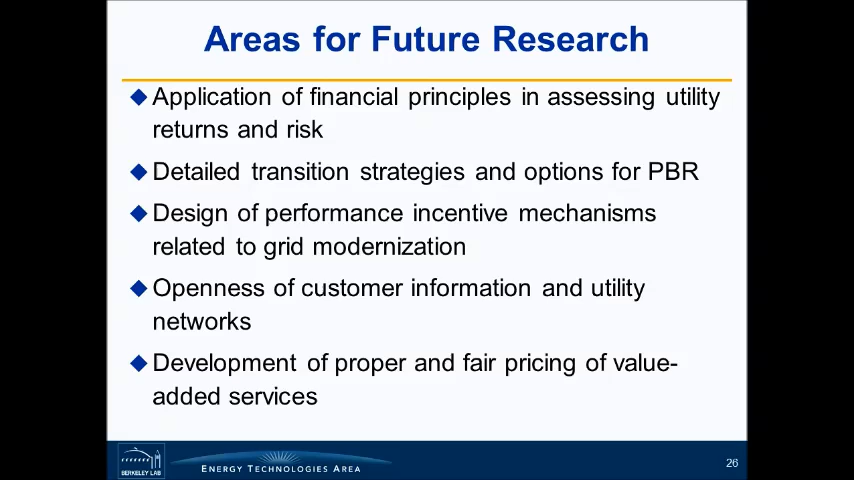 Areas for Future Research
Application of financial principles in assessing utility
returns and risk
Detailed transition strategies and options for PBR
Design of performance incentive mechanisms
related to grid modernization
Openness of customer information and utility
networks
Development of proper and fair pricing of value-
added services
BERKELEY LAB
ENERGY TECHNOLOGIES AREA
26